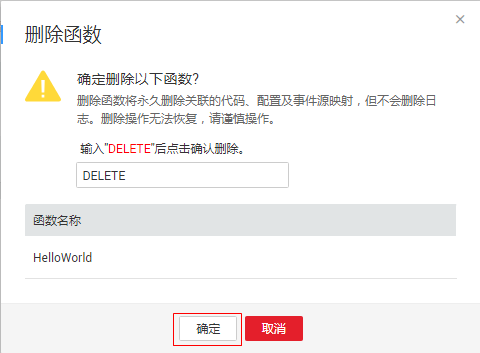 删除函数
确定删除以下函数?
删除函数将永久删除关联的代码、配置及事件源映射，但不会删除日
志。删除操作无法恢复，请谨慎操作。
输入"DELETE"后点击确认删除。
DELETE
函数名称
HelloWorld
确定
取消